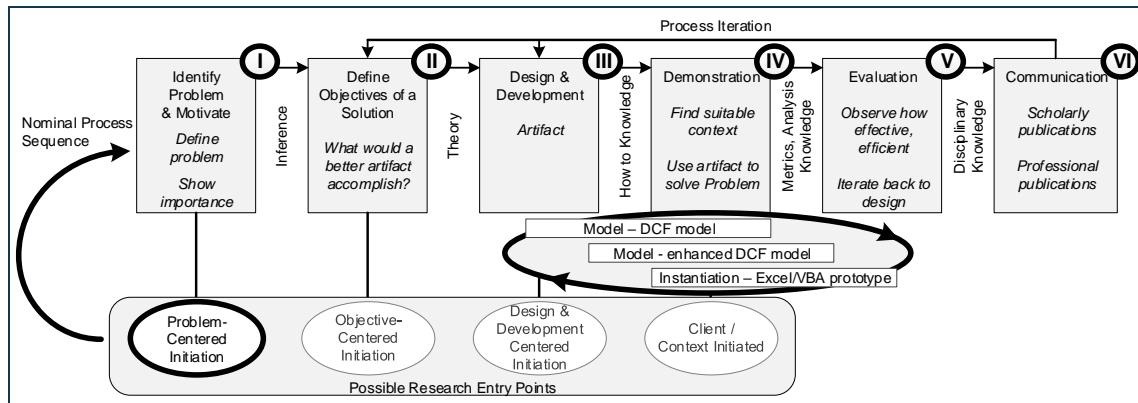 Process Iteration
Nominal Process
Sequence
I
Identify
Problem
& Motivate
Define
problem
Show
importance
Inference
II
Define
Objectives of a
Solution
What would a
better artifact
accomplish?
Theory
III
Design &
Development
Artifact
How to Knowledge
IV
Demonstration
Find suitable
context
Use artifact to
solve Problem
Metrics, Analysis
Knowledge
V
Evaluation
Observe how
effective,
efficient
Iterate back to
design
Disciplinary
Knowledge
VI
Communication
Scholarly
publications
Professional
publications
Model – DCF model
Model - enhanced DCF model
Instantiation – Excel/VBA prototype
Problem-
Centered
Initiation
Objective-
Centered
Initiation
Design &
Development
Centered
Initiation
Client /
Context Initiated
Possible Research Entry Points